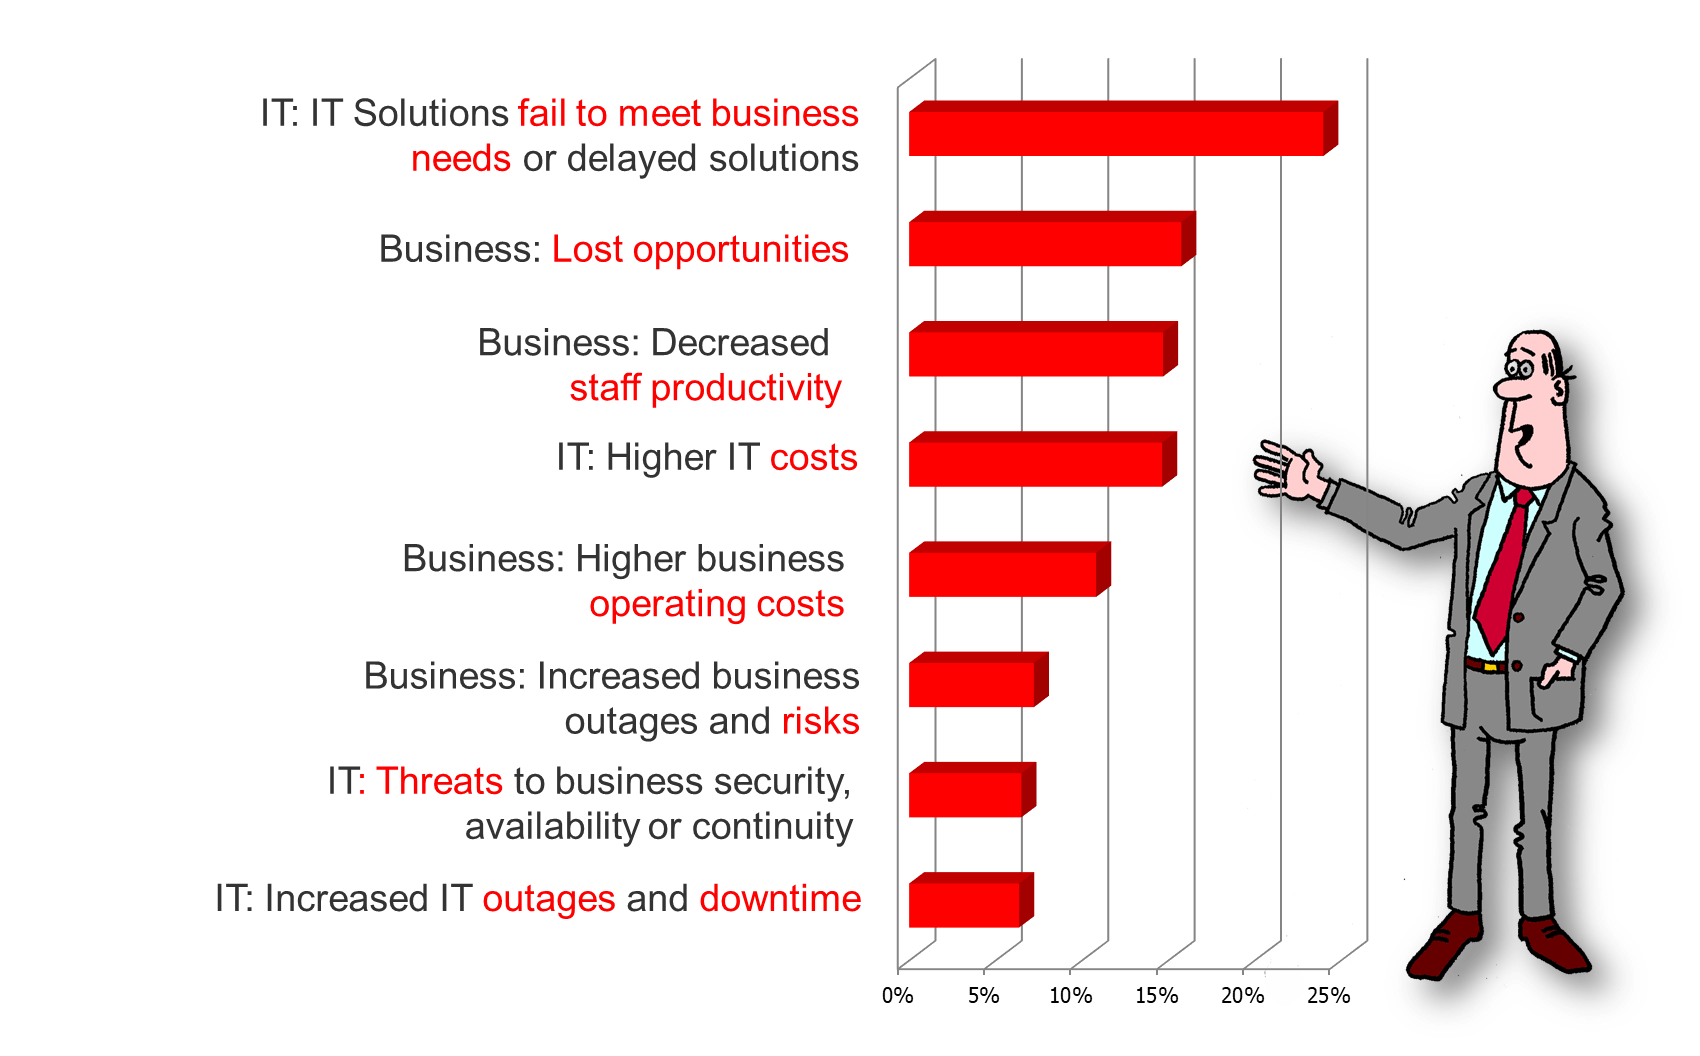 IT: IT Solutions fail to meet business
needs or delayed solutions
Business: Lost opportunities
Business: Decreased
staff productivity
IT: Higher IT costs
Business: Higher business
operating costs
Business: Increased business
outages and risks
IT: Threats to business security,
availability or continuity
IT: Increased IT outages and downtime
0% 5% 10% 15% 20% 25%